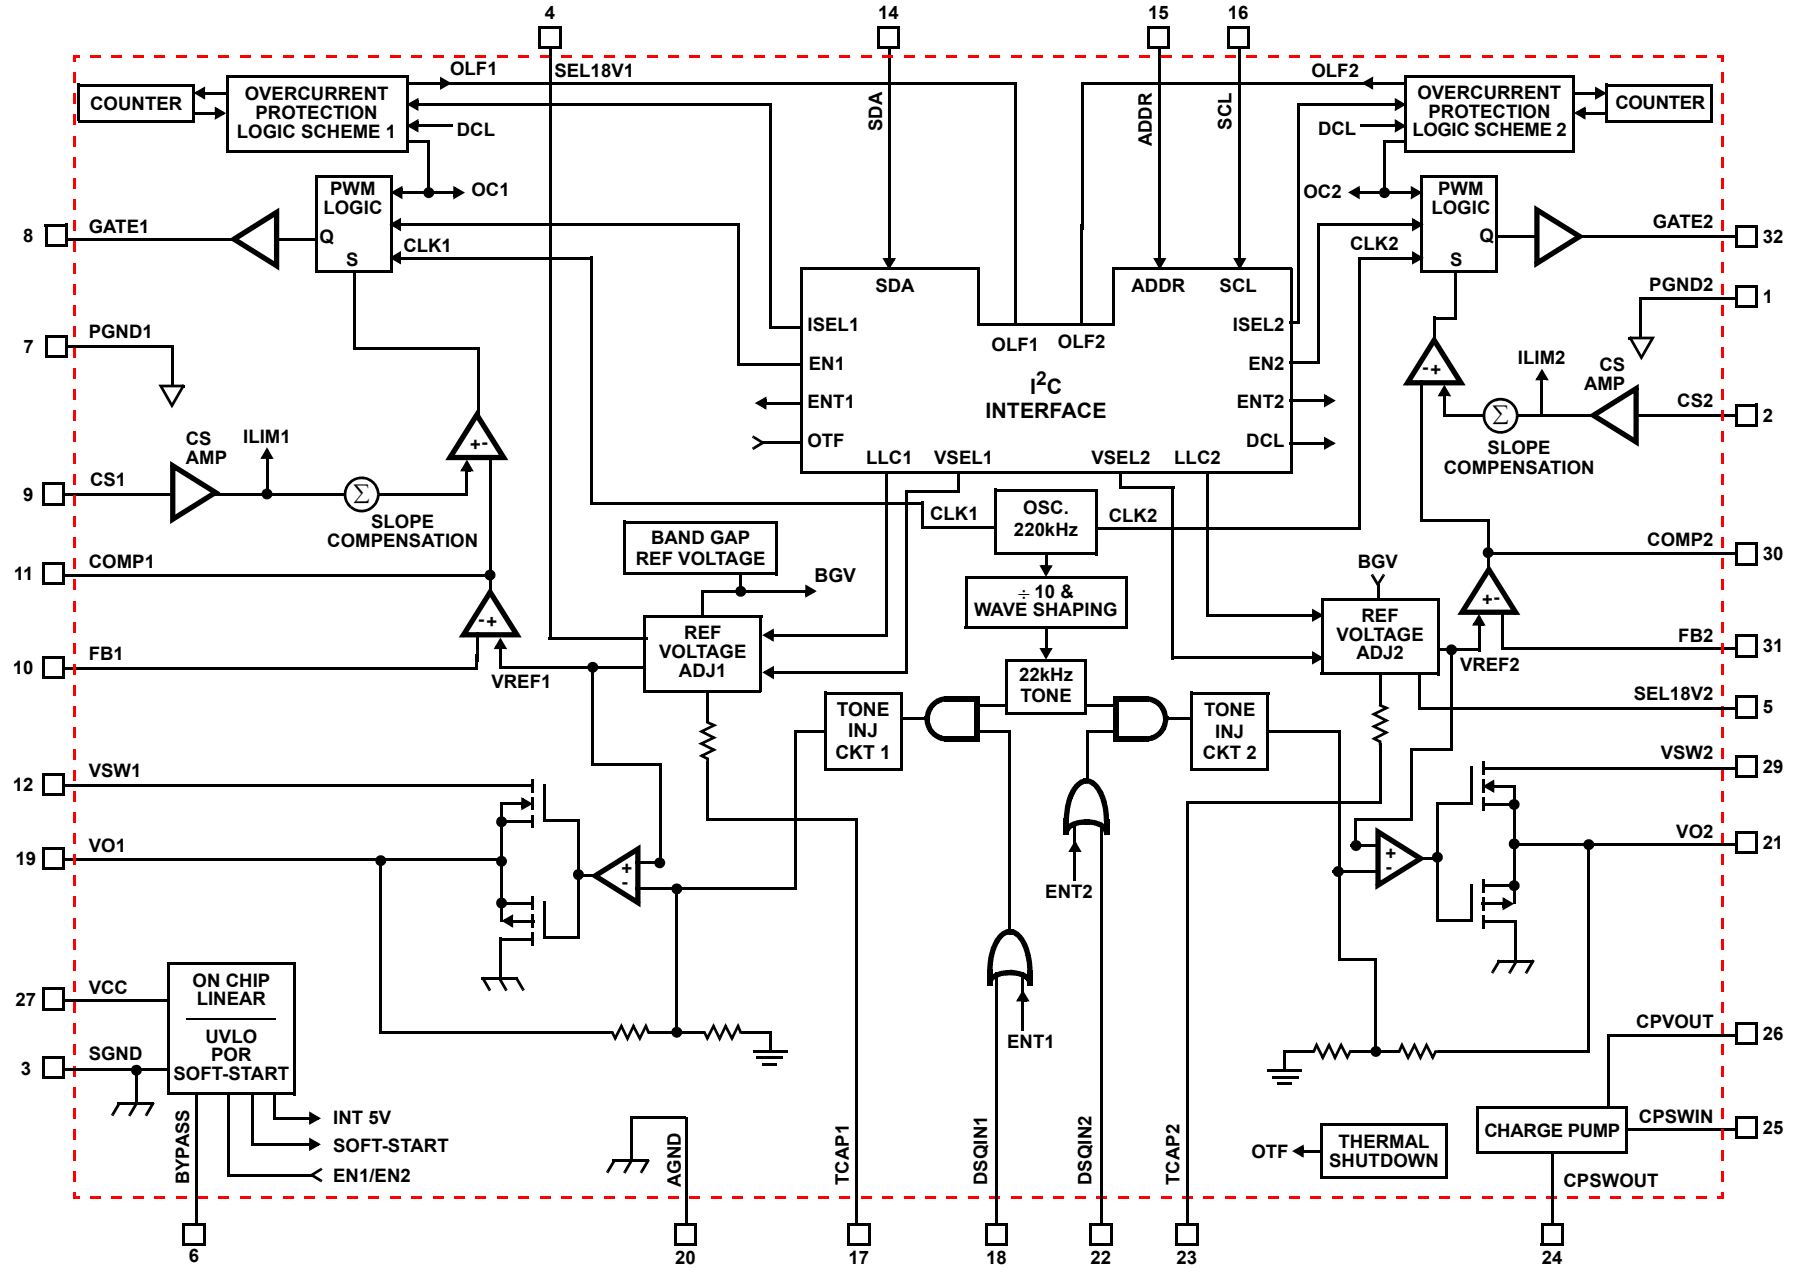 4
14
15
16
OLF1
SEL18V1
OLF2
COUNTER
OVERCURRENT
PROTECTION
LOGIC SCHEME 1
DCL
SDA
ADDR
SCL
DCL
OVERCURRENT
PROTECTION
LOGIC SCHEME 2
COUNTER
PWM
LOGIC
Q
S
OC1
OC2
PWM
LOGIC
Q
S
8
GATE1
CLK1
CLK2
GATE2
32
SDA
ADDR
SCL
PGND2
1
7
PGND1
ISEL1
OLF1
OLF2
ISEL2
EN1
EN2
I2C
INTERFACE
ENT1
ENT2
OTF
DCL
LLC1
VSEL1
VSEL2
LLC2
-+
ILIM2
CS
AMP
CS2
2
Σ
SLOPE
COMPENSATION
CS
AMP
ILIM1
+-
9
CS1
Σ
SLOPE
COMPENSATION
CLK1
OSC.
220kHz
CLK2
BAND GAP
REF VOLTAGE
BGV
COMP2
30
11
COMP1
BGV
÷ 10 &
WAVE SHAPING
-+
REF
VOLTAGE
ADJ1
REF
VOLTAGE
ADJ2
+-
10
FB1
VREF1
VREF2
FB2
31
22kHz
TONE
SEL18V2
5
TONE
INJ
CKT 1
TONE
INJ
CKT 2
12
VSW1
VSW2
29
19
VO1
VO2
21
+
-
+
-
ENT2
ON CHIP
LINEAR
UVLO
POR
SOFT-START
27
VCC
3
SGND
ENT1
CPVOUT
26
CHARGE PUMP
CPSWIN
25
CPSWOUT
INT 5V
SOFT-START
EN1/EN2
BYPASS
AGND
TCAP1
DSQIN1
DSQIN2
TCAP2
OTF
THERMAL
SHUTDOWN
6
20
17
18
22
23
24